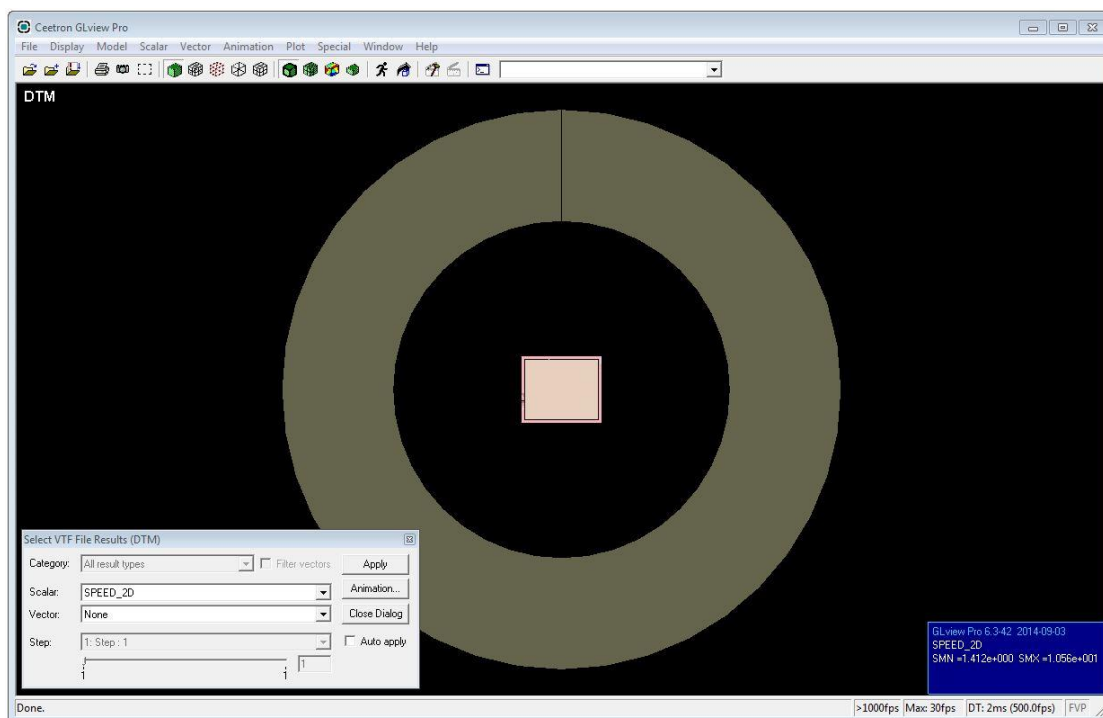 Ceetron GLview Pro
File Display Model Scalar Vector Animation Plot Special Window Help
DTM
Select VTF File Results (DTM)
Category: All result types Filter vectors Apply
Scalar: SPEED_2D Animation...
Vector: None Close Dialog
Step: 1: Step : 1 Auto apply
1
1 1
GLview Pro 6.3-42 2014-09-03
SPEED_2D
SMN =1.412e+000 SMX =1.056e+001
Done. >1000fps Max: 30fps DT: 2ms (500.0fps) FVP